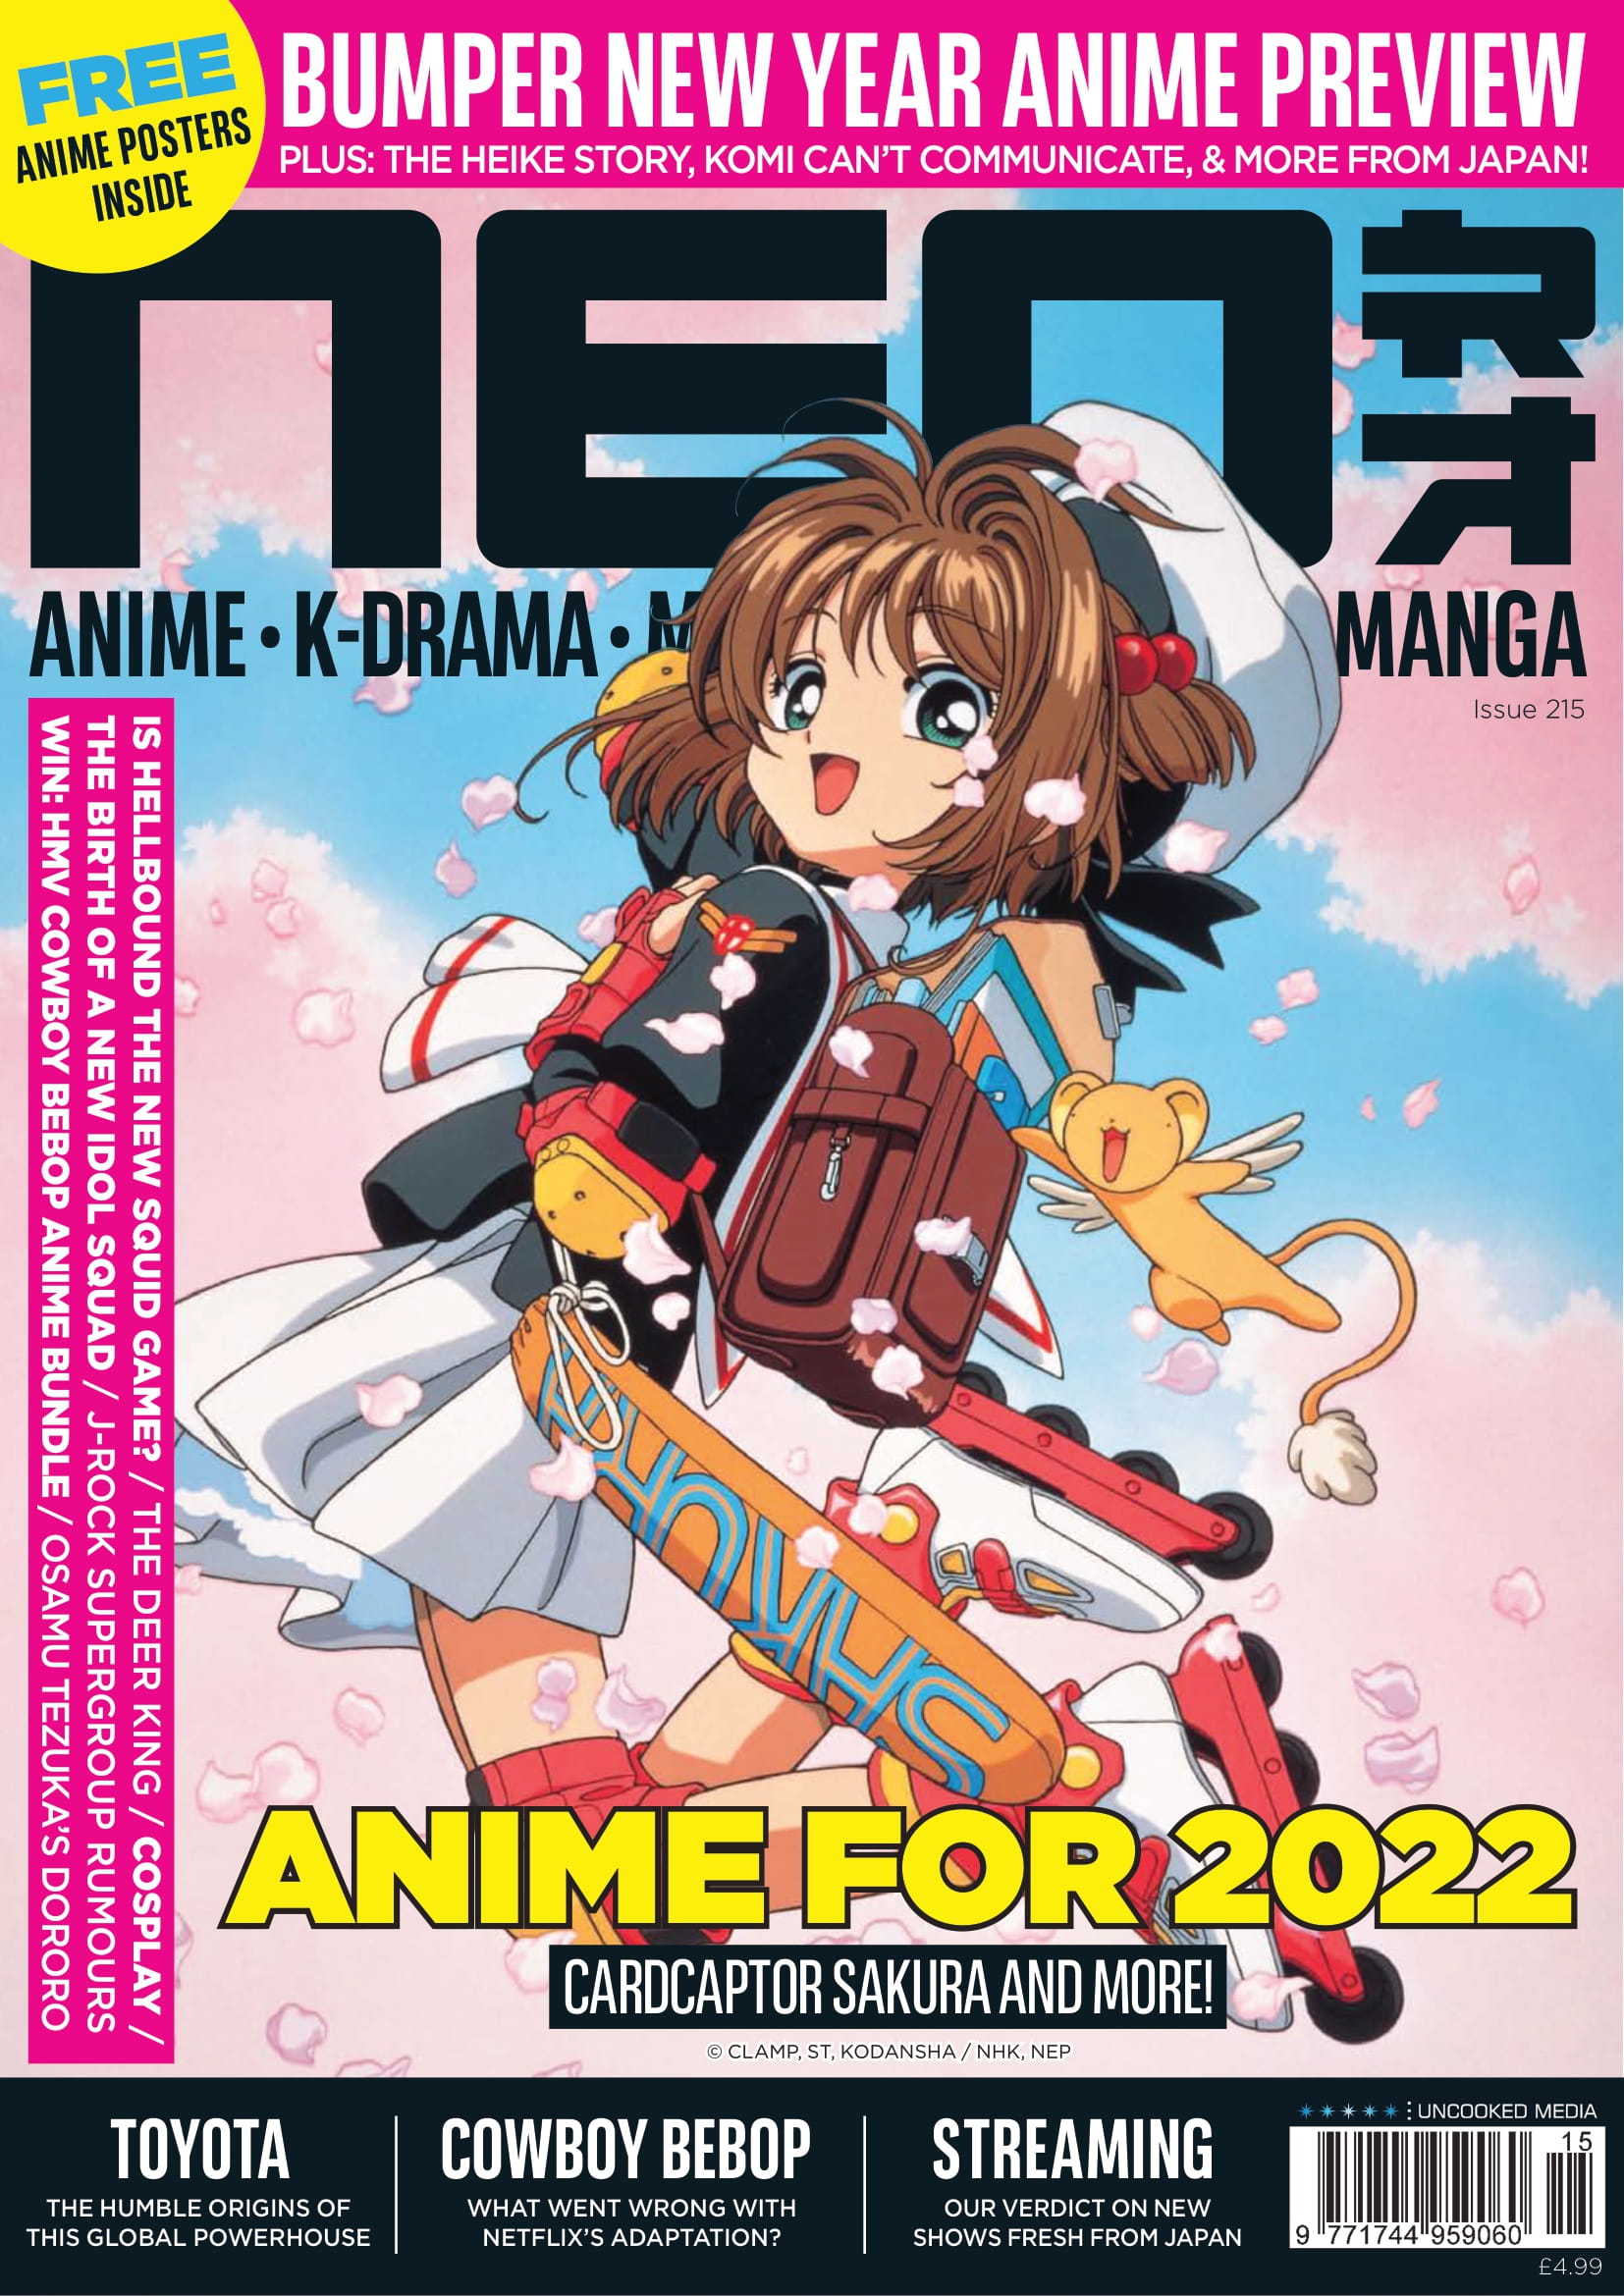 FREE
ANIME POSTERS
INSIDE
BUMPER NEW YEAR ANIME PREVIEW
PLUS: THE HEIKE STORY, KOMI CAN'T COMMUNICATE, & MORE FROM JAPAN!
NEO
ネオ
ANIME • K-DRAMA • M
MANGA
Issue 215
IS HELLBOUND THE NEW SQUID GAME? / THE DEER KING / COSPLAY /
THE BIRTH OF A NEW IDOL SQUAD / J-ROCK SUPERGROUP RUMOURS
WIN: HMV COWBOY BEBOP ANIME BUNDLE / OSAMU TEZUKA'S DORORO
ANIME FOR 2022
CARDCAPTOR SAKURA AND MORE!
© CLAMP, ST, KODANSHA / NHK, NEP
TOYOTA
THE HUMBLE ORIGINS OF
THIS GLOBAL POWERHOUSE
COWBOY BEBOP
WHAT WENT WRONG WITH
NETFLIX'S ADAPTATION?
STREAMING
OUR VERDICT ON NEW
SHOWS FRESH FROM JAPAN
UNCOOKED MEDIA
15
9 771744 959060
£4.99